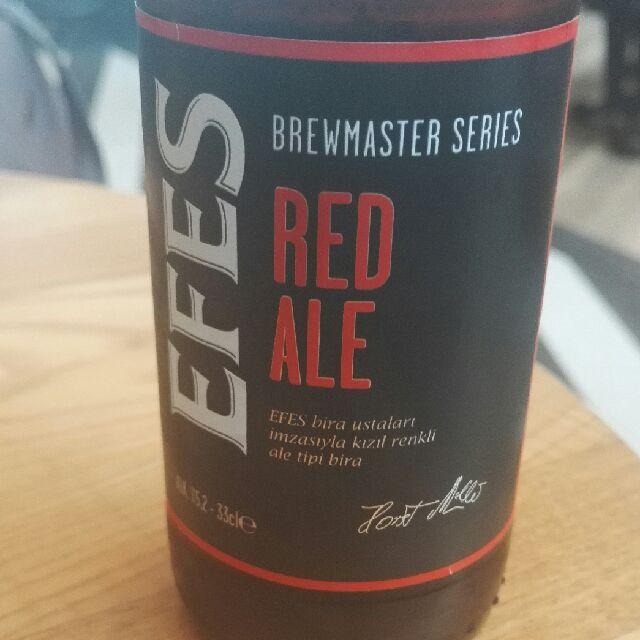 EFES
BREWMASTER SERIES
RED
ALE
EFES bira ustaları
imzasıyla kızıl renkli
ale tipi bira
33cl℮